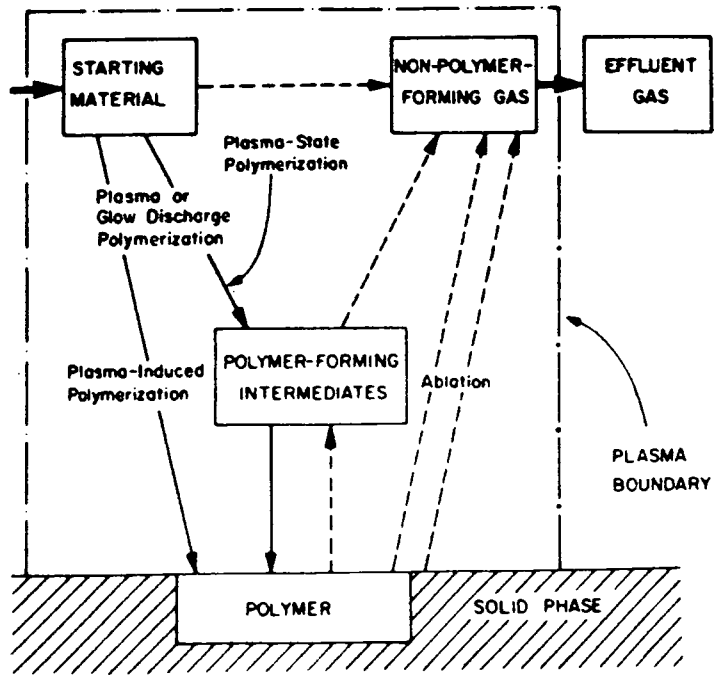 STARTING
MATERIAL
NON-POLYMER-
FORMING GAS
EFFLUENT
GAS
Plasma-State
Polymerization
Plasma or
Glow Discharge
Polymerization
Plasma-Induced
Polymerization
POLYMER-FORMING
INTERMEDIATES
Ablation
PLASMA
BOUNDARY
POLYMER
SOLID PHASE